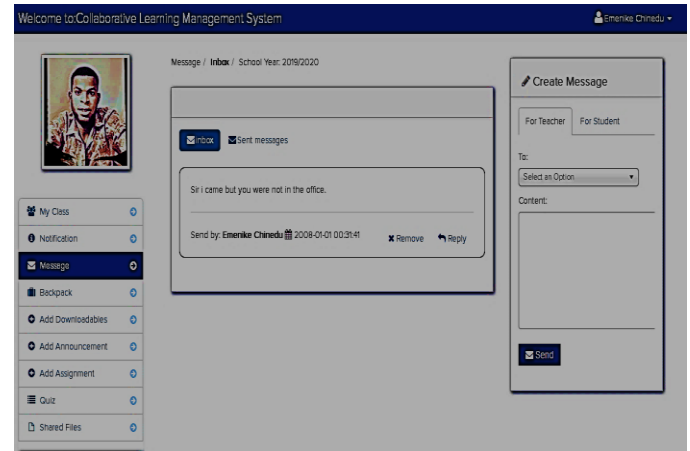 Welcome to:Collaborative Learning Management System
Emenike Chinedu
Message / Inbox / School Year: 2019/2020
inbox
Sent messages
Sir i came but you were not in the office.
Send by: Emenike Chinedu 2008-01-01 00:31:41
Remove
Reply
My Class
Notification
Message
Backpack
Add Downloadables
Add Announcement
Add Assignment
Quiz
Shared Files
Create Message
For Teacher
For Student
To:
Select an Option
Content:
Send